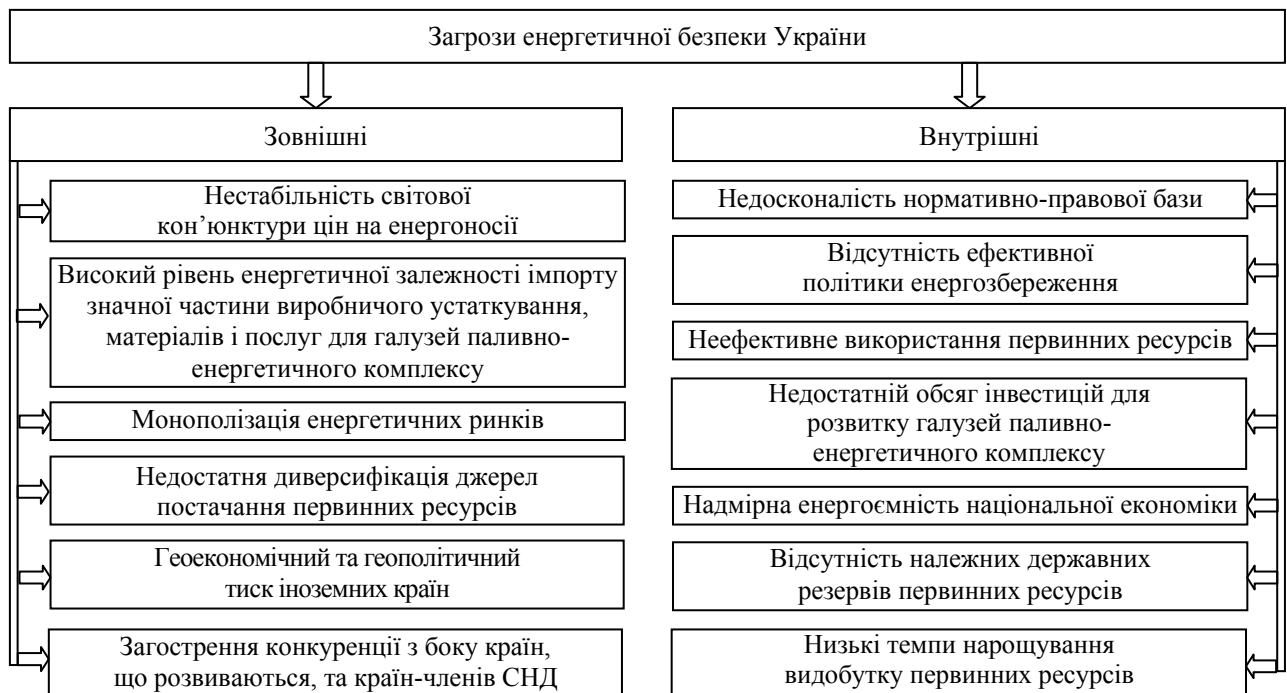 Загрози енергетичної безпеки України
Зовнішні
Нестабільність світової
кон’юнктури цін на енергоносії
Високий рівень енергетичної залежності імпорту
значної частини виробничого устаткування,
матеріалів і послуг для галузей паливно-
енергетичного комплексу
Монополізація енергетичних ринків
Недостатня диверсифікація джерел
постачання первинних ресурсів
Геоекономічний та геополітичний
тиск іноземних країн
Загострення конкуренції з боку країн,
що розвиваються, та країн-членів СНД
Внутрішні
Недосконалість нормативно-правової бази
Відсутність ефективної
політики енергозбереження
Неефективне використання первинних ресурсів
Недостатній обсяг інвестицій для
розвитку галузей паливно-
енергетичного комплексу
Надмірна енергоємність національної економіки
Відсутність належних державних
резервів первинних ресурсів
Низькі темпи нарощування
видобутку первинних ресурсів